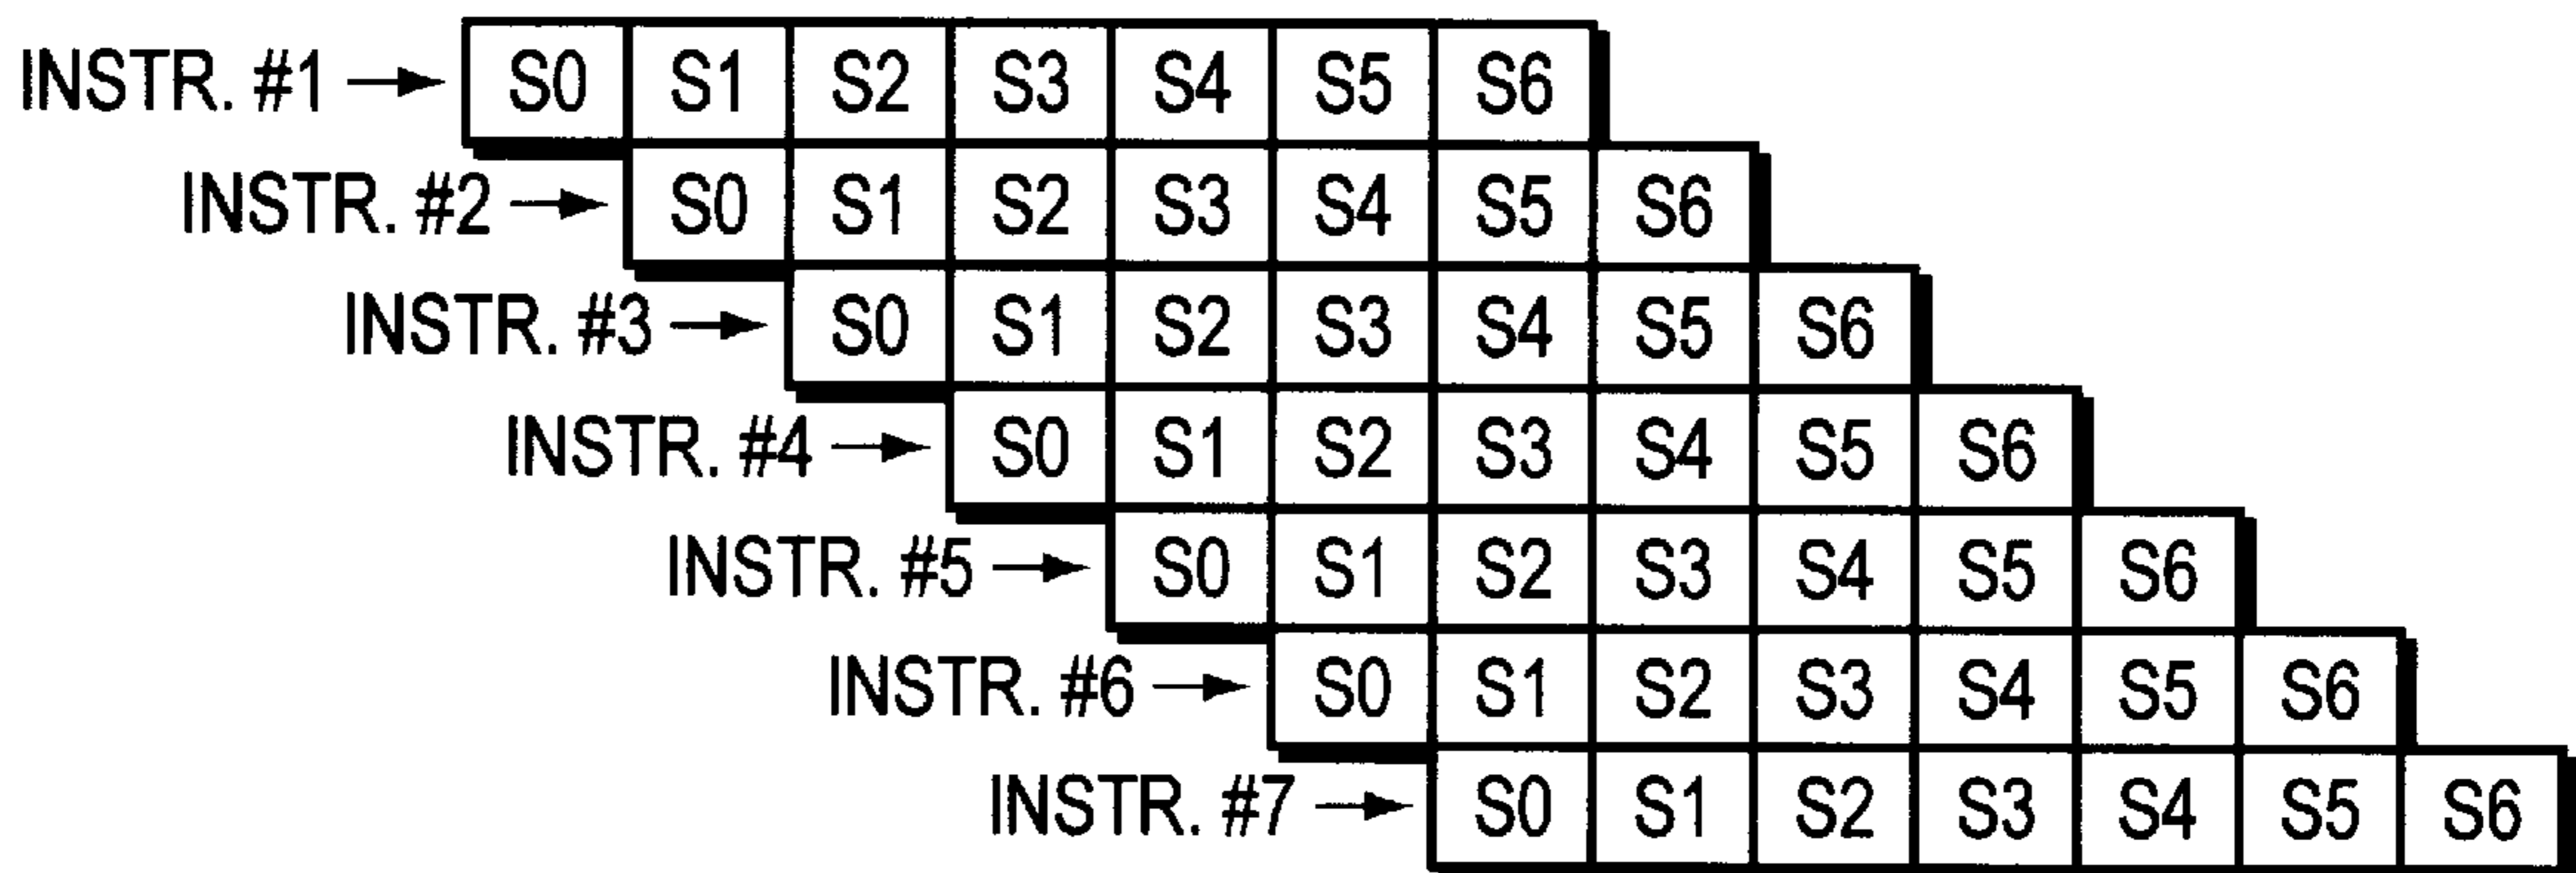 INSTR. #1 S0 S1 S2 S3 S4 S5 S6
INSTR. #2 S0 S1 S2 S3 S4 S5 S6
INSTR. #3 S0 S1 S2 S3 S4 S5 S6
INSTR. #4 S0 S1 S2 S3 S4 S5 S6
INSTR. #5 S0 S1 S2 S3 S4 S5 S6
INSTR. #6 S0 S1 S2 S3 S4 S5 S6
INSTR. #7 S0 S1 S2 S3 S4 S5 S6